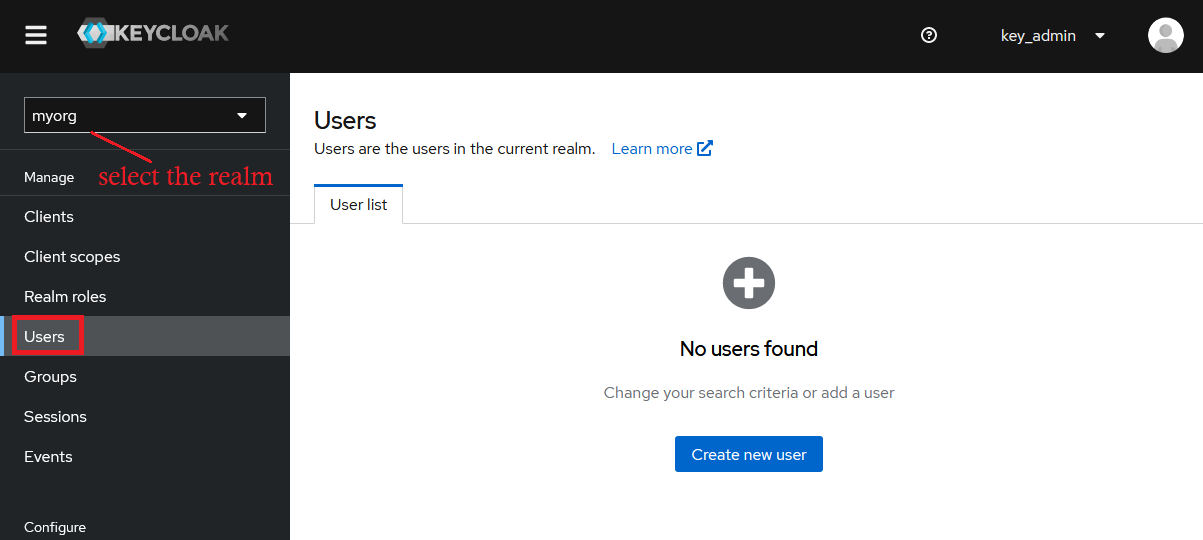 KEYCLOAK
key_admin
myorg
select the realm
Manage
Clients
Client scopes
Realm roles
Users
Groups
Sessions
Events
Configure
Users
Users are the users in the current realm. Learn more
User list
No users found
Change your search criteria or add a user
Create new user